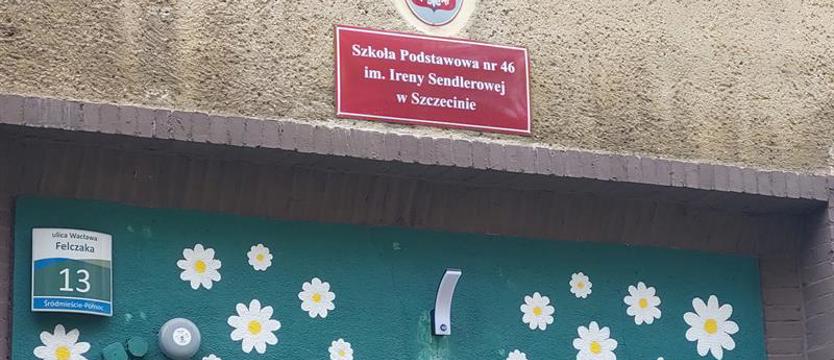 Szkoła Podstawowa nr 46
im. Ireny Sendlerowej
w Szczecinie
ulica Wacława
Felczaka
13
Śródmieście-Północ